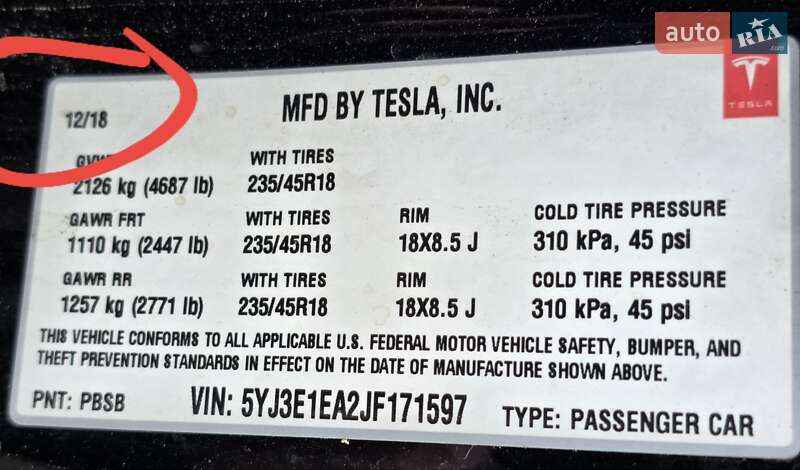 auto RIA
TESLA
12/18
MFD BY TESLA, INC.
WITH TIRES
2126 kg (4687 lb) 235/45R18
GAWR FRT WITH TIRES RIM COLD TIRE PRESSURE
1110 kg (2447 lb) 235/45R18 18X8.5 J 310 kPa, 45 psi
GAWR RR WITH TIRES RIM COLD TIRE PRESSURE
1257 kg (2771 lb) 235/45R18 18X8.5 J 310 kPa, 45 psi
THIS VEHICLE CONFORMS TO ALL APPLICABLE U.S. FEDERAL MOTOR VEHICLE SAFETY, BUMPER, AND
THEFT PREVENTION STANDARDS IN EFFECT ON THE DATE OF MANUFACTURE SHOWN ABOVE.
PNT: PBSB VIN: 5YJ3E1EA2JF171597 TYPE: PASSENGER CAR